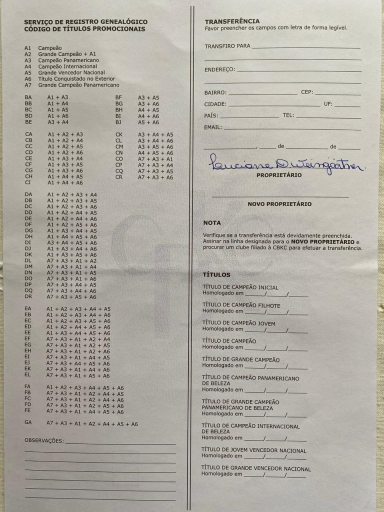 SERVIÇO DE REGISTRO GENEALÓGICO
CÓDIGO DE TÍTULOS PROMOCIONAIS
A1 Campeão
A2 Grande Campeão + A1
A3 Campeão Panamericano
A4 Campeão Internacional
A5 Grande Vencedor Nacional
A6 Título Conquistado no Exterior
A7 Grande Campeão Panamericano
BA A1 + A3 BF A3 + A5
BB A1 + A4 BG A3 + A6
BC A1 + A5 BH A4 + A5
BD A1 + A6 BI A4 + A6
BE A3 + A4 BJ A5 + A6
CA A1 + A2 + A3 CK A3 + A4 + A5
CB A1 + A2 + A4 CL A3 + A4 + A6
CC A1 + A2 + A5 CM A3 + A5 + A6
CD A1 + A2 + A6 CN A4 + A5 + A6
CE A1 + A3 + A4 CO A7 + A3 + A1
CF A1 + A3 + A5 CP A7 + A3 + A4
CG A1 + A3 + A6 CQ A7 + A3 + A5
CH A1 + A4 + A5 CR A7 + A3 + A6
CI A1 + A4 + A6
DA A1 + A2 + A3 + A4
DB A1 + A2 + A3 + A5
DC A1 + A2 + A3 + A6
DD A1 + A2 + A4 + A5
DE A1 + A2 + A4 + A6
DF A1 + A2 + A5 + A6
DG A1 + A3 + A4 + A5
DH A1 + A4 + A5 + A6
DI A3 + A4 + A5 + A6
DJ A1 + A3 + A4 + A6
DK A1 + A3 + A5 + A6
DL A7 + A3 + A1 + A2
DM A7 + A3 + A1 + A4
DN A7 + A3 + A1 + A5
DO A7 + A3 + A1 + A6
DP A7 + A3 + A4 + A5
DQ A7 + A3 + A4 + A6
DR A7 + A3 + A5 + A6
EA A1 + A2 + A3 + A4 + A5
EB A1 + A2 + A3 + A4 + A6
EC A1 + A2 + A3 + A5 + A6
ED A1 + A2 + A4 + A5 + A6
EE A1 + A3 + A4 + A5 + A6
EF A7 + A3 + A1 + A2 + A4
EG A7 + A3 + A1 + A2 + A5
EH A7 + A3 + A1 + A2 + A6
EI A7 + A3 + A1 + A4 + A5
EJ A7 + A3 + A1 + A4 + A6
EK A7 + A3 + A1 + A5 + A6
EL A7 + A3 + A4 + A5 + A6
FA A1 + A2 + A3 + A4 + A5 + A6
FB A7 + A3 + A1 + A2 + A4 + A5
FC A7 + A3 + A1 + A2 + A4 + A6
FD A7 + A3 + A1 + A2 + A5 + A6
FE A7 + A3 + A1 + A4 + A5 + A6
GA A7 + A3 + A1 + A2 + A4 + A5 + A6
OBSERVAÇÕES:
TRANSFERÊNCIA
Favor preencher os campos com letra de forma legível.
TRANSFIRO PARA
ENDEREÇO:
BAIRRO: CEP:
CIDADE: UF:
PAÍS: TEL:
EMAIL:
, de de
Luciane D Weingärtner
PROPRIETÁRIO
NOVO PROPRIETÁRIO
NOTA
Verifique se a transferência está devidamente preenchida.
Assinar na linha designada para o NOVO PROPRIETÁRIO e
procurar um clube filiado à CBKC para efetuar a transferência.
TÍTULOS
TÍTULO DE CAMPEÃO INICIAL
Homologado em / /
TÍTULO DE CAMPEÃO FILHOTE
Homologado em / /
TÍTULO DE CAMPEÃO JOVEM
Homologado em / /
TÍTULO DE CAMPEÃO
Homologado em / /
TÍTULO DE GRANDE CAMPEÃO
Homologado em / /
TÍTULO DE CAMPEÃO PANAMERICANO
DE BELEZA
Homologado em / /
TÍTULO DE GRANDE CAMPEÃO
PANAMERICANO DE BELEZA
Homologado em / /
TÍTULO DE CAMPEÃO INTERNACIONAL
DE BELEZA
Homologado em / /
TÍTULO DE JOVEM VENCEDOR NACIONAL
Homologado em / /
TÍTULO DE GRANDE VENCEDOR NACIONAL
Homologado em / /